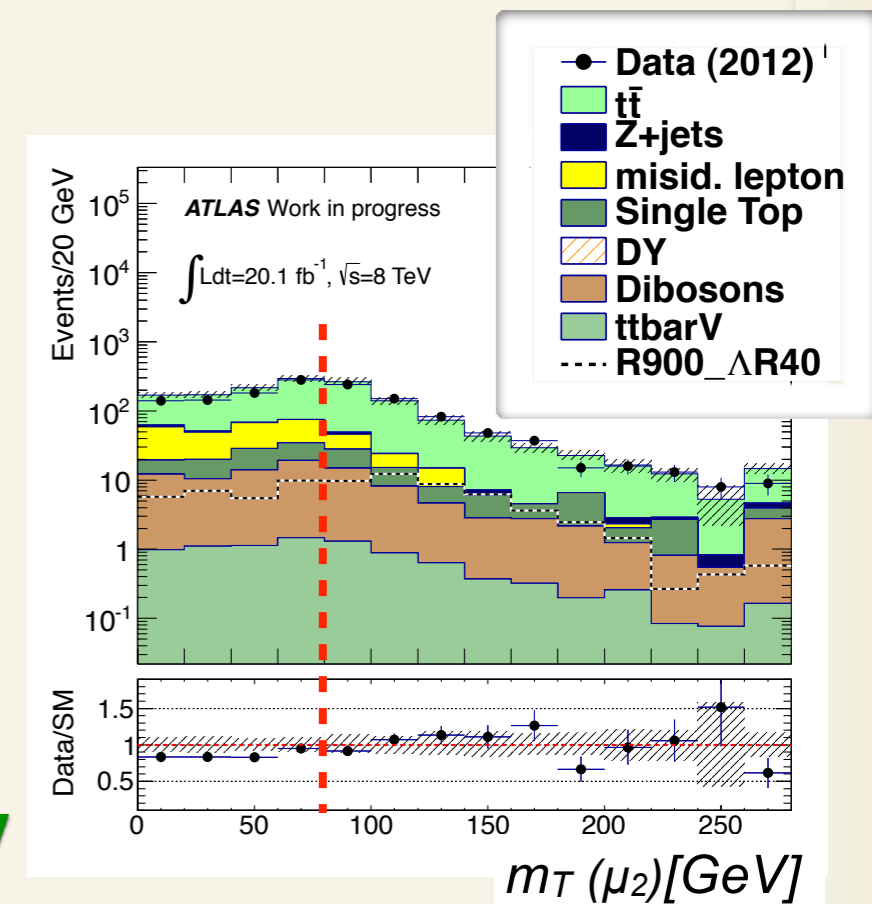 Data (2012)
tt̄
Z+jets
misid. lepton
Single Top
DY
Dibosons
ttbarV
R900_ΛR40
Events/20 GeV
10⁵
10⁴
10³
10²
10
1
10⁻¹
ATLAS Work in progress
∫Ldt=20.1 fb⁻¹, √s=8 TeV
Data/SM
1.5
1
0.5
0 50 100 150 200 250
mT (μ2)[GeV]